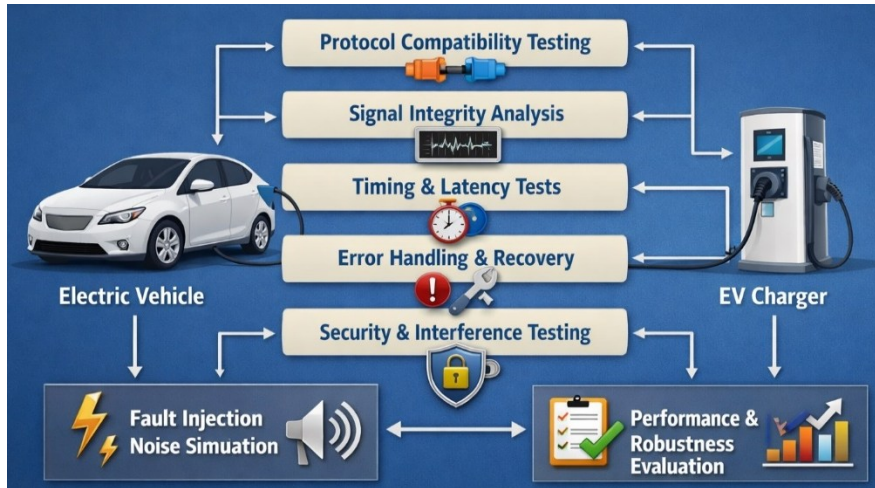 Protocol Compatibility Testing
Signal Integrity Analysis
Timing & Latency Tests
Error Handling & Recovery
Electric Vehicle
EV Charger
Security & Interference Testing
Fault Injection
Noise Simuation
Performance &
Robustness
Evaluation